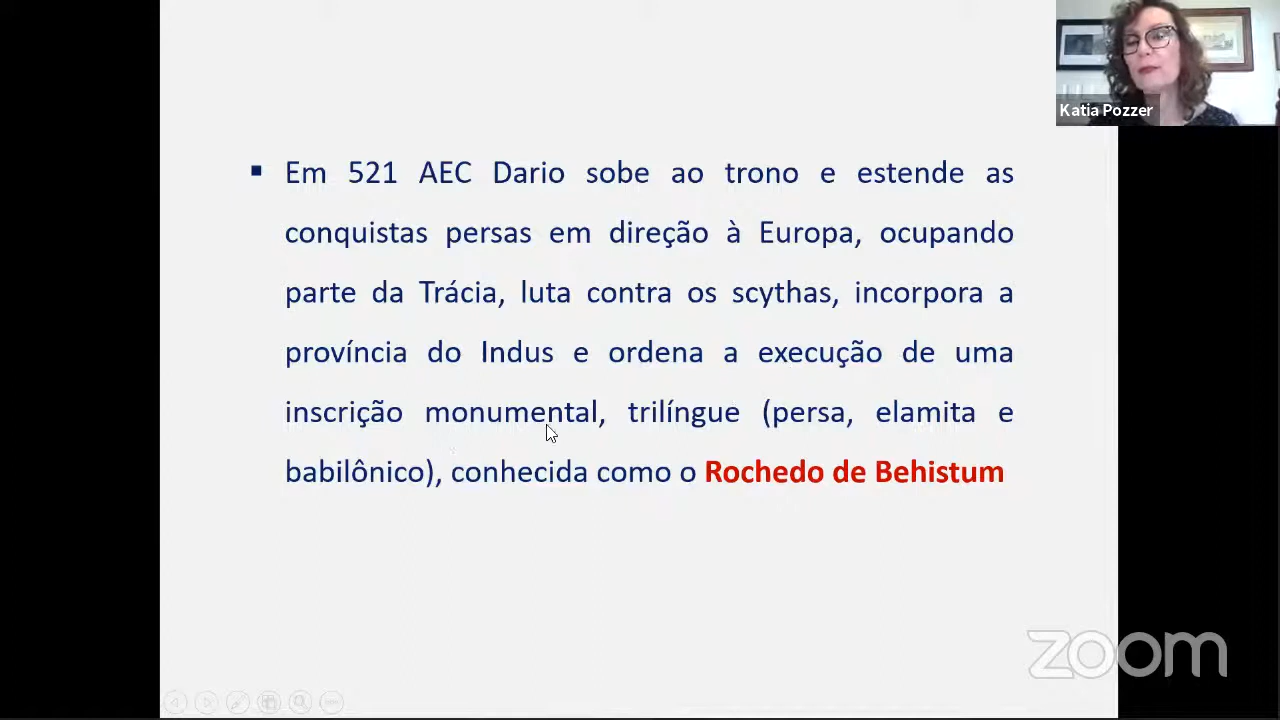 Katia Pozzer
Em 521 AEC Dario sobe ao trono e estende as
conquistas persas em direção à Europa, ocupando
parte da Trácia, luta contra os scythas, incorpora a
província do Indus e ordena a execução de uma
inscrição monumental, trilíngue (persa, elamita e
babilônico), conhecida como o Rochedo de Behistum
zoom